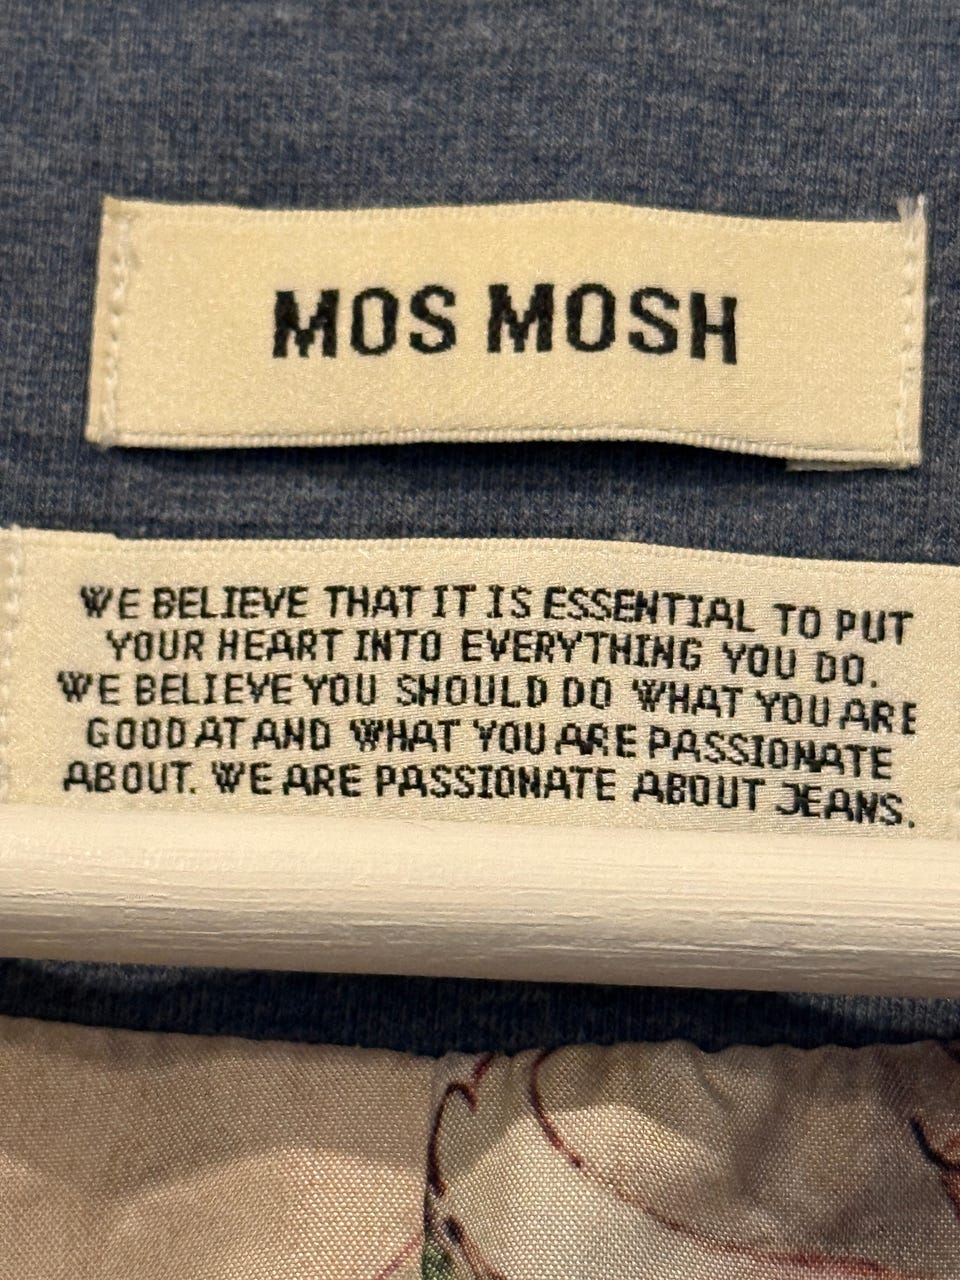 MOS MOSH
WE BELIEVE THAT IT IS ESSENTIAL TO PUT
YOUR HEART INTO EVERYTHING YOU DO.
WE BELIEVE YOU SHOULD DO WHAT YOU ARE
GOOD AT AND WHAT YOU ARE PASSIONATE
ABOUT. WE ARE PASSIONATE ABOUT JEANS.